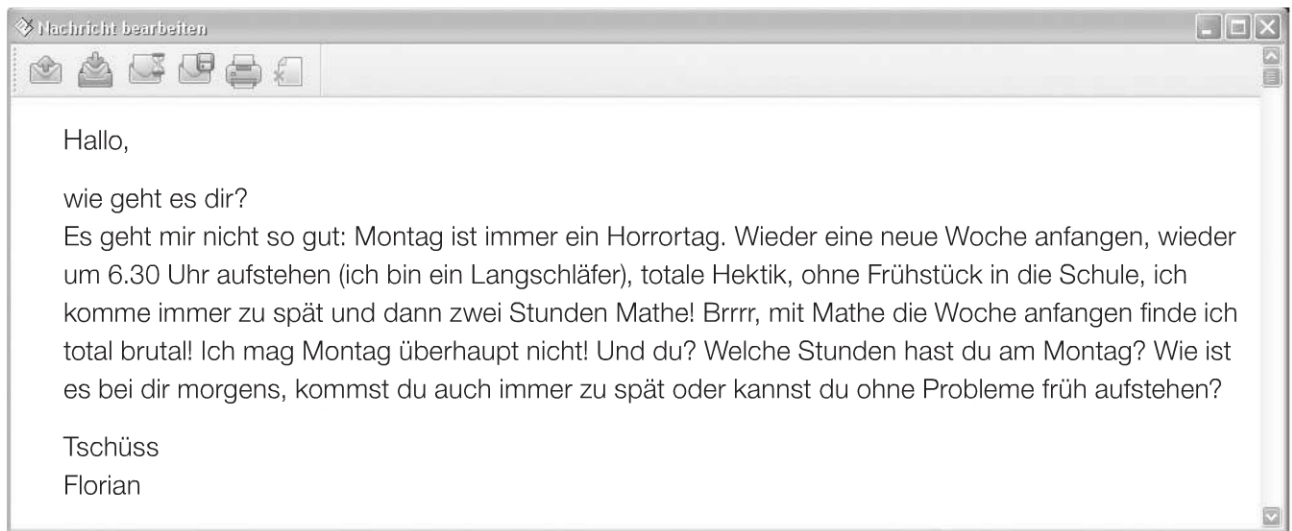 Nachricht bearbeiten
Hallo,
wie geht es dir?
Es geht mir nicht so gut: Montag ist immer ein Horrortag. Wieder eine neue Woche anfangen, wieder
um 6.30 Uhr aufstehen (ich bin ein Langschläfer), totale Hektik, ohne Frühstück in die Schule, ich
komme immer zu spät und dann zwei Stunden Mathe! Brrrr, mit Mathe die Woche anfangen finde ich
total brutal! Ich mag Montag überhaupt nicht! Und du? Welche Stunden hast du am Montag? Wie ist
es bei dir morgens, kommst du auch immer zu spät oder kannst du ohne Probleme früh aufstehen?
Tschüss
Florian